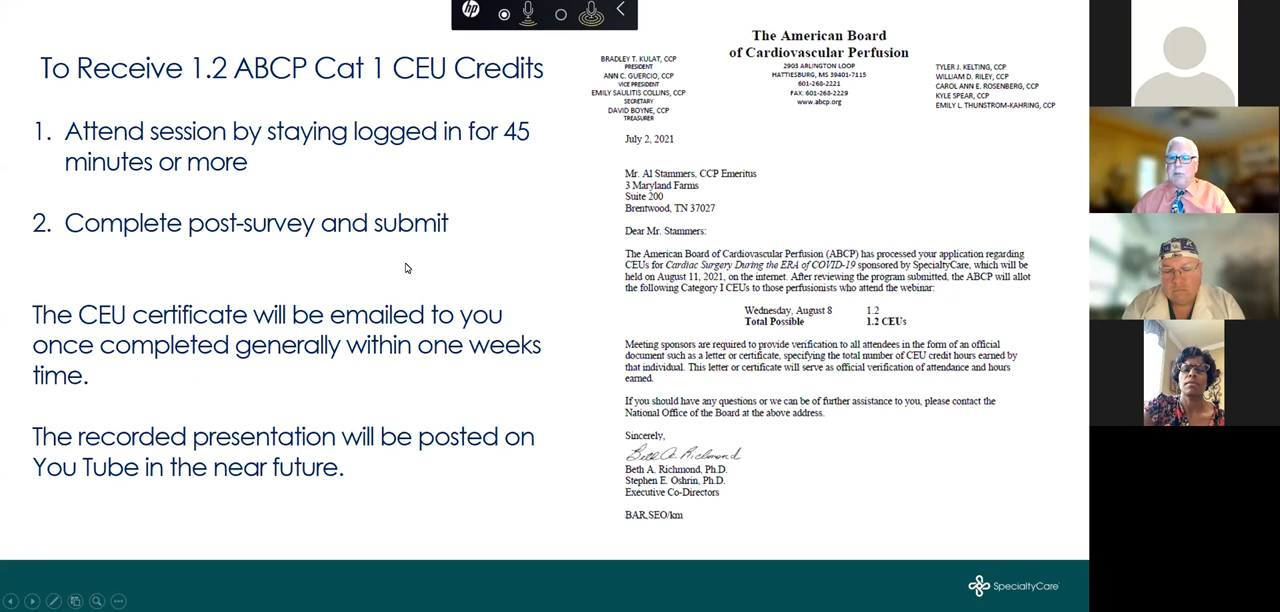 hp
To Receive 1.2 ABCP Cat 1 CEU Credits
1. Attend session by staying logged in for 45
minutes or more
2. Complete post-survey and submit
The CEU certificate will be emailed to you
once completed generally within one weeks
time.
The recorded presentation will be posted on
You Tube in the near future.
The American Board
of Cardiovascular Perfusion
2903 ARLINGTON LOOP
HATTIESBURG, MS 39401-7115
601-268-2221
FAX: 601-268-2229
www.abcp.org
BRADLEY T. KULAT, CCP
PRESIDENT
ANN C. GUERCIO, CCP
VICE PRESIDENT
EMILY SAULITIS COLLINS, CCP
SECRETARY
DAVID BOYNE, CCP
TREASURER
TYLER J. KELTING, CCP
WILLIAM D. RILEY, CCP
CAROL ANN E. ROSENBERG, CCP
KYLE SPEAR, CCP
EMILY L. THUNSTROM-KAHRING, CCP
July 2, 2021
Mr. Al Stammers, CCP Emeritus
3 Maryland Farms
Suite 200
Brentwood, TN 37027
Dear Mr. Stammers:
The American Board of Cardiovascular Perfusion (ABCP) has processed your application regarding
CEUs for Cardiac Surgery During the ERA of COVID-19 sponsored by SpecialtyCare, which will be
held on August 11, 2021, on the internet. After reviewing the program submitted, the ABCP will allot
the following Category I CEUs to those perfusionists who attend the webinar:
Wednesday, August 8 1.2
Total Possible 1.2 CEUs
Meeting sponsors are required to provide verification to all attendees in the form of an official
document such as a letter or certificate, specifying the total number of CEU credit hours earned by
that individual. This letter or certificate will serve as official verification of attendance and hours
earned.
If you should have any questions or we can be of further assistance to you, please contact the
National Office of the Board at the above address.
Sincerely,
Beth A. Richmond
Beth A. Richmond, Ph.D.
Stephen E. Oshrin, Ph.D.
Executive Co-Directors
BAR,SEO/km
SpecialtyCare